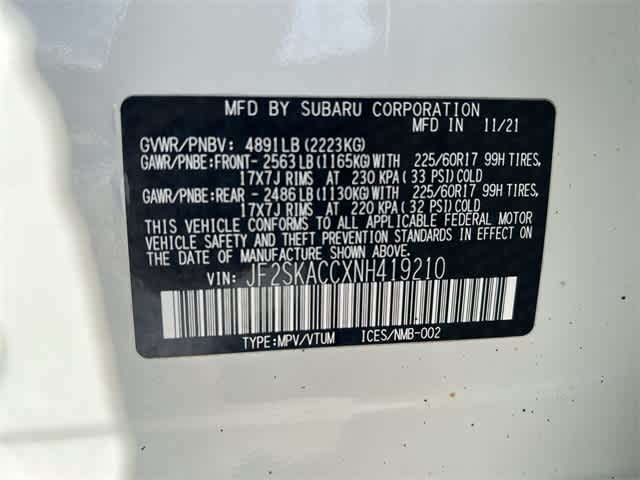 MFD BY SUBARU CORPORATION
MFD IN 11/21
GVWR/PNBV: 4891LB (2223KG)
GAWR/PNBE:FRONT- 2563LB(1165KG)WITH 225/60R17 99H TIRES,
17X7J RIMS AT 230 KPA(33 PSI)COLD
GAWR/PNBE:REAR - 2486LB(1130KG)WITH 225/60R17 99H TIRES,
17X7J RIMS AT 220 KPA(32 PSI)COLD
THIS VEHICLE CONFORMS TO ALL APPLICABLE FEDERAL MOTOR
VEHICLE SAFETY AND THEFT PREVENTION STANDARDS IN EFFECT ON
THE DATE OF MANUFACTURE SHOWN ABOVE.
VIN: JF2SKACCXNH419210
TYPE:MPV/VTUM ICES/NMB-002